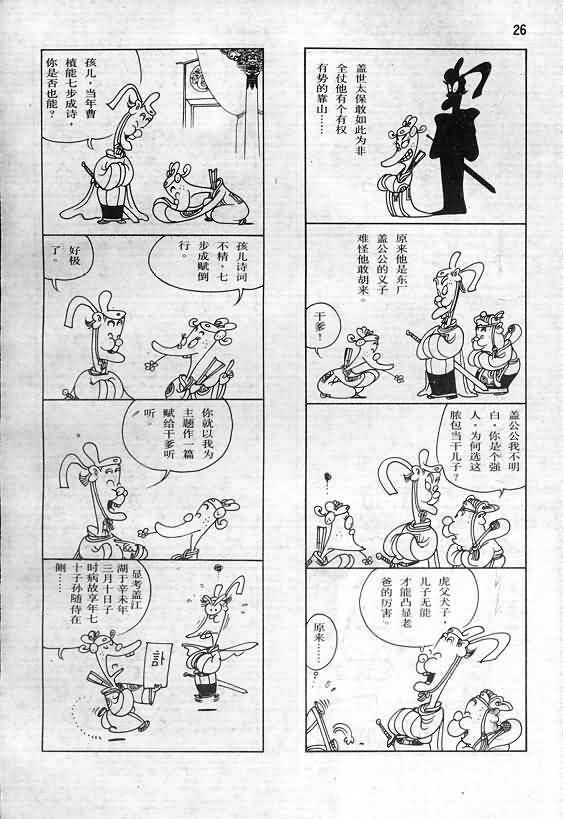 26
盖世太保敢如此为非
全仗他有个有权
有势的靠山……
原来他是东厂
盖公公的义子
难怪他敢胡来。
干爹！
盖公公我不明
白，你是个强
人，为何选这
脓包当干儿子？
虎父犬子，
儿子无能
才能凸显老
爸的厉害。
原来……
孩儿，当年曹
植能七步成诗，
你是否也能？
孩儿诗词
不精，七
步成赋倒
行。
好极
了。
你就以我为
主题作一篇
赋给干爹听
听。
显考盖江
湖于辛未年
三月十日子
时病故享年七
十子孙随侍在
侧……